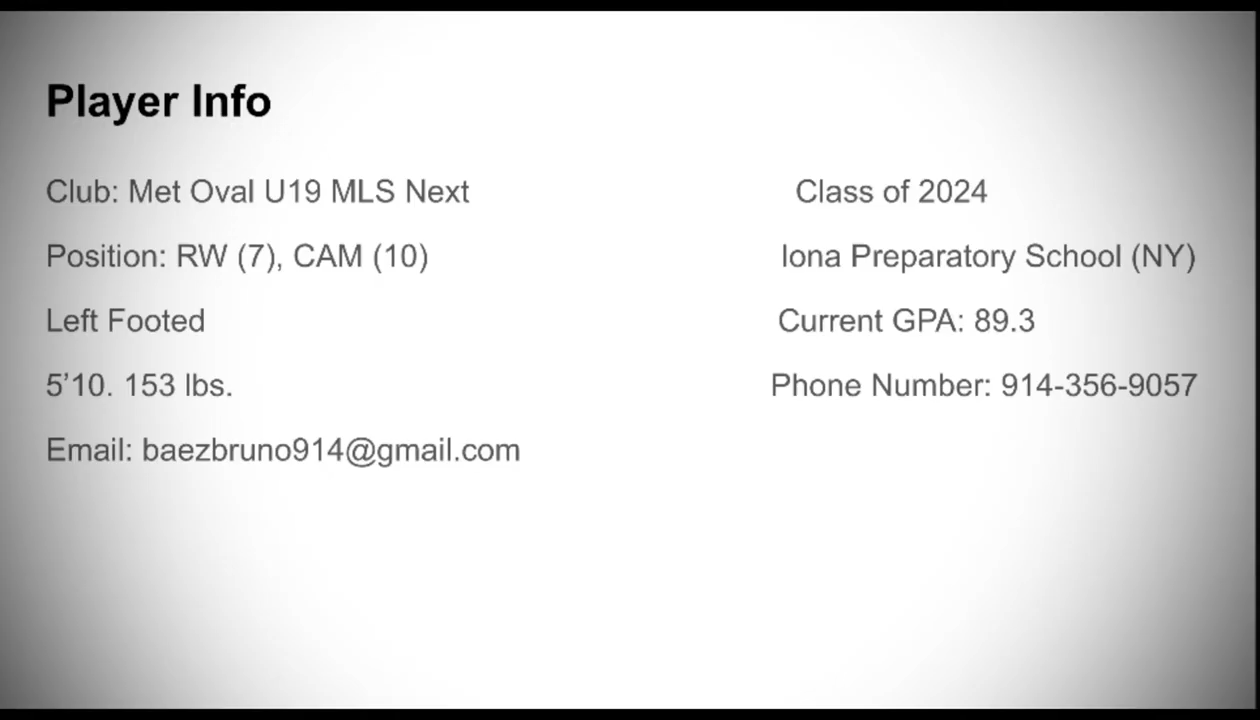 Player Info
Club: Met Oval U19 MLS Next
Class of 2024
Position: RW (7), CAM (10)
Iona Preparatory School (NY)
Left Footed
Current GPA: 89.3
5’10. 153 lbs.
Phone Number: 914-356-9057
Email: baezbruno914@gmail.com